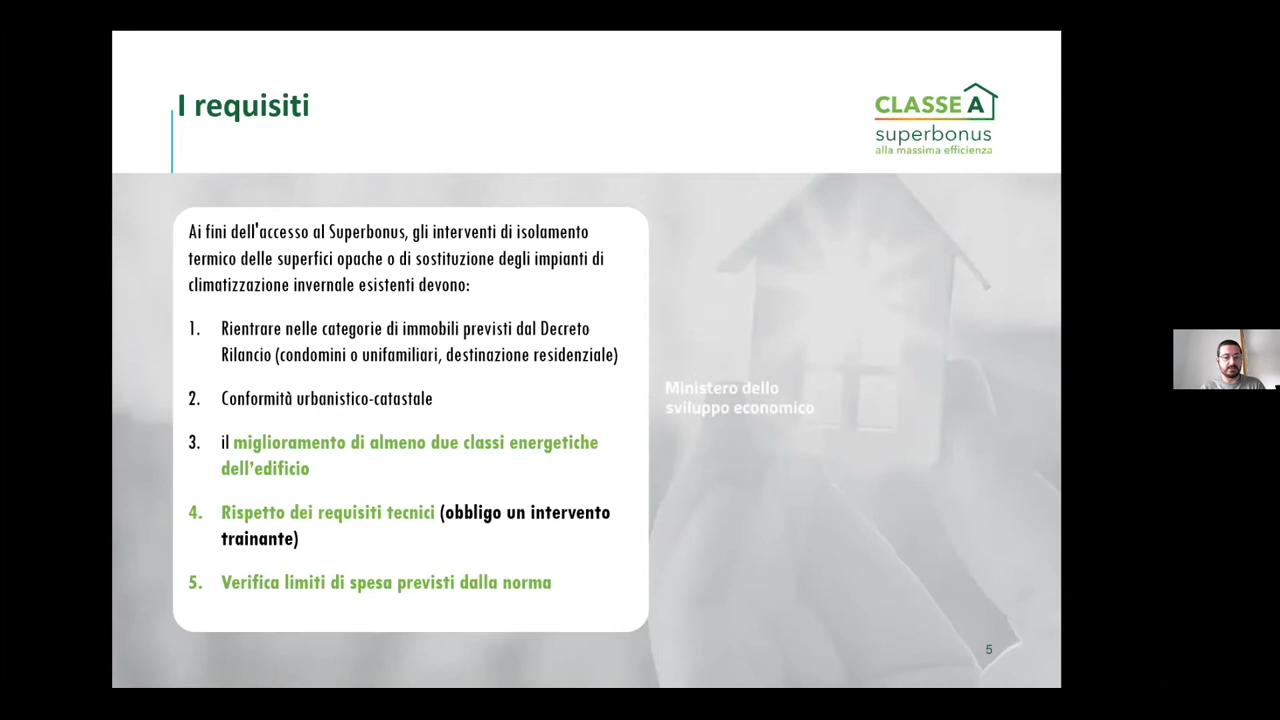 I requisiti
CLASSE A
superbonus
alla massima efficienza
Ai fini dell'accesso al Superbonus, gli interventi di isolamento
termico delle superfici opache o di sostituzione degli impianti di
climatizzazione invernale esistenti devono:
1. Rientrare nelle categorie di immobili previsti dal Decreto
Rilancio (condomini o unifamiliari, destinazione residenziale)
2. Conformità urbanistico-catastale
3. il miglioramento di almeno due classi energetiche
dell'edificio
4. Rispetto dei requisiti tecnici (obbligo un intervento
trainante)
5. Verifica limiti di spesa previsti dalla norma
Ministero dello
sviluppo economico
5